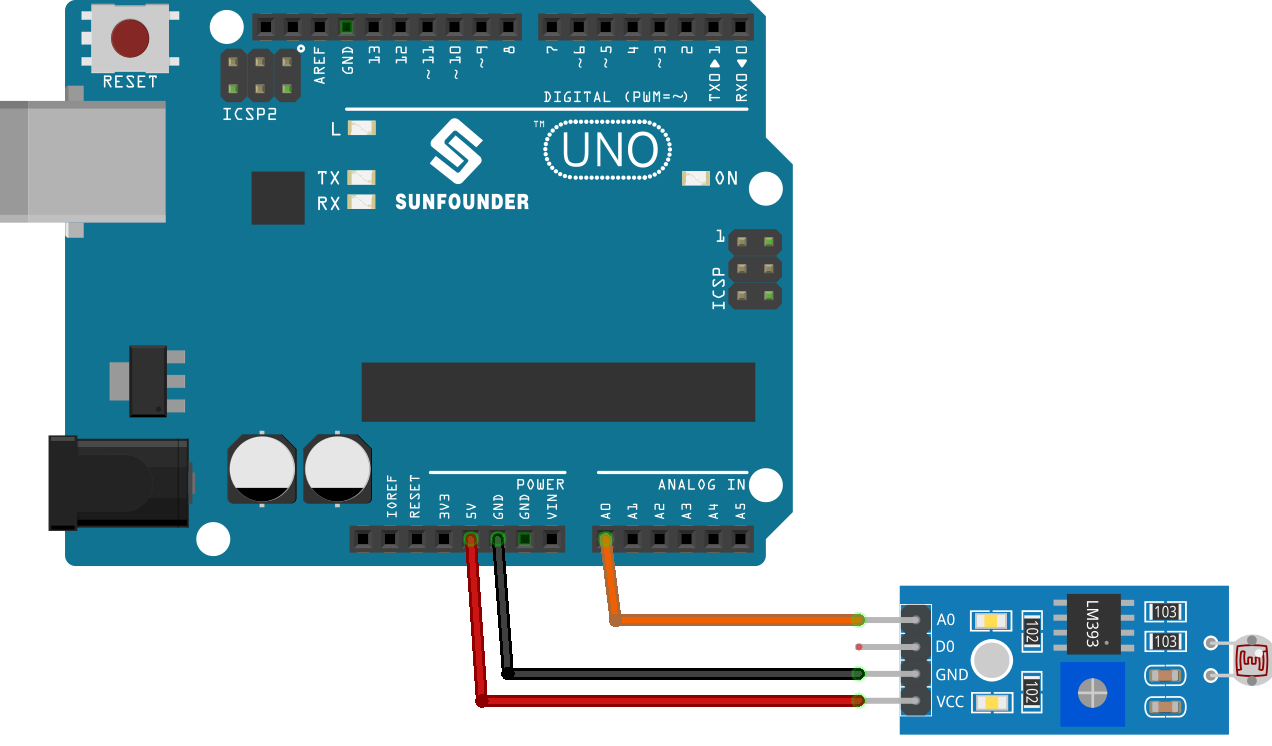 RESET
ICSP2
AREF
GND
13
12
~11
~10
~9
8
7
~6
~5
4
~3
2
TX0▶1
RX0◀0
DIGITAL (PWM=~)
L
TX
RX
SUNFOUNDER
™
UNO
ON
1
ICSP
POWER
ANALOG IN
IOREF
RESET
3V3
5V
GND
GND
VIN
A0
A1
A2
A3
A4
A5
A0
D0
GND
VCC
102
102
LM393
103
103